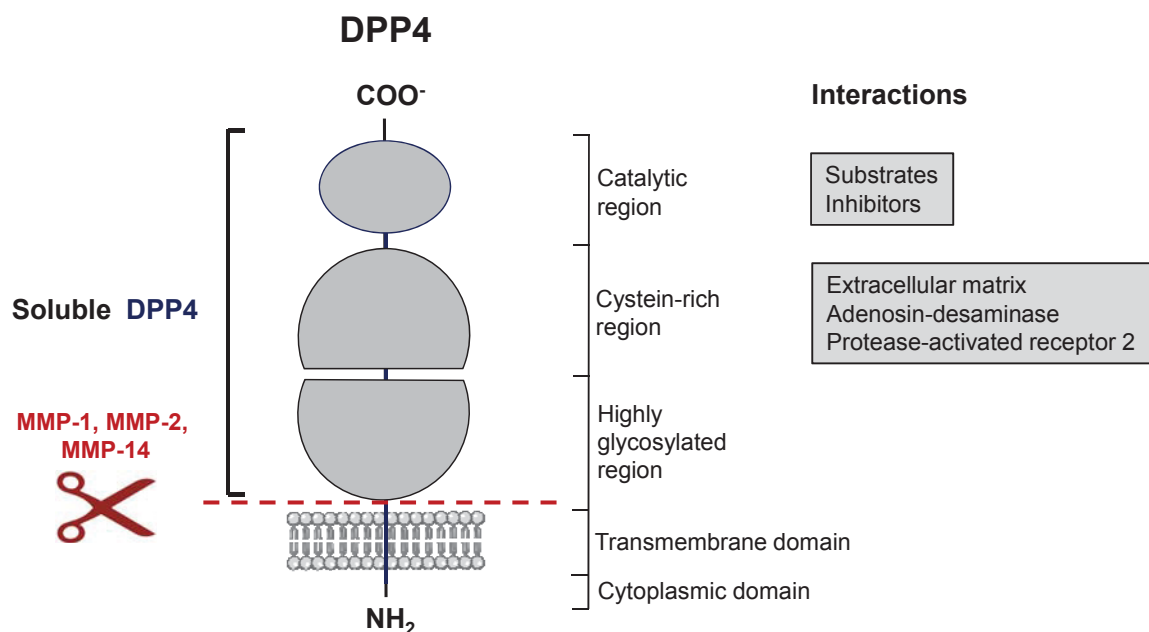 DPP4
COO⁻
Interactions
Catalytic
region
Substrates
Inhibitors
Soluble DPP4
Cystein-rich
region
Extracellular matrix
Adenosin-desaminase
Protease-activated receptor 2
MMP-1, MMP-2,
MMP-14
Highly
glycosylated
region
Transmembrane domain
Cytoplasmic domain
NH₂